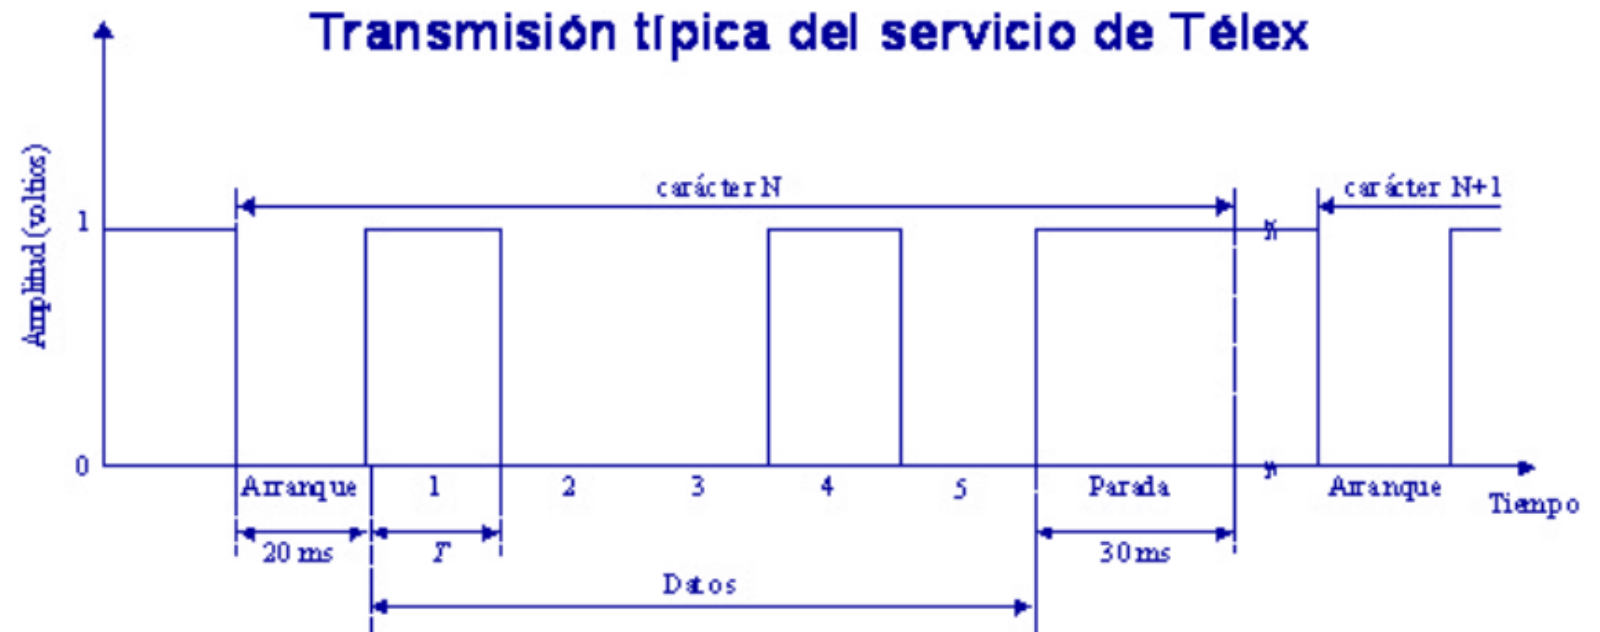 Transmisión típica del servicio de Télex
Amplitud (voltios)
carácter N
carácter N+1
1
0
Arranque
1
2
3
4
5
Parada
Arranque
Tiempo
20 ms
T
30 ms
Datos